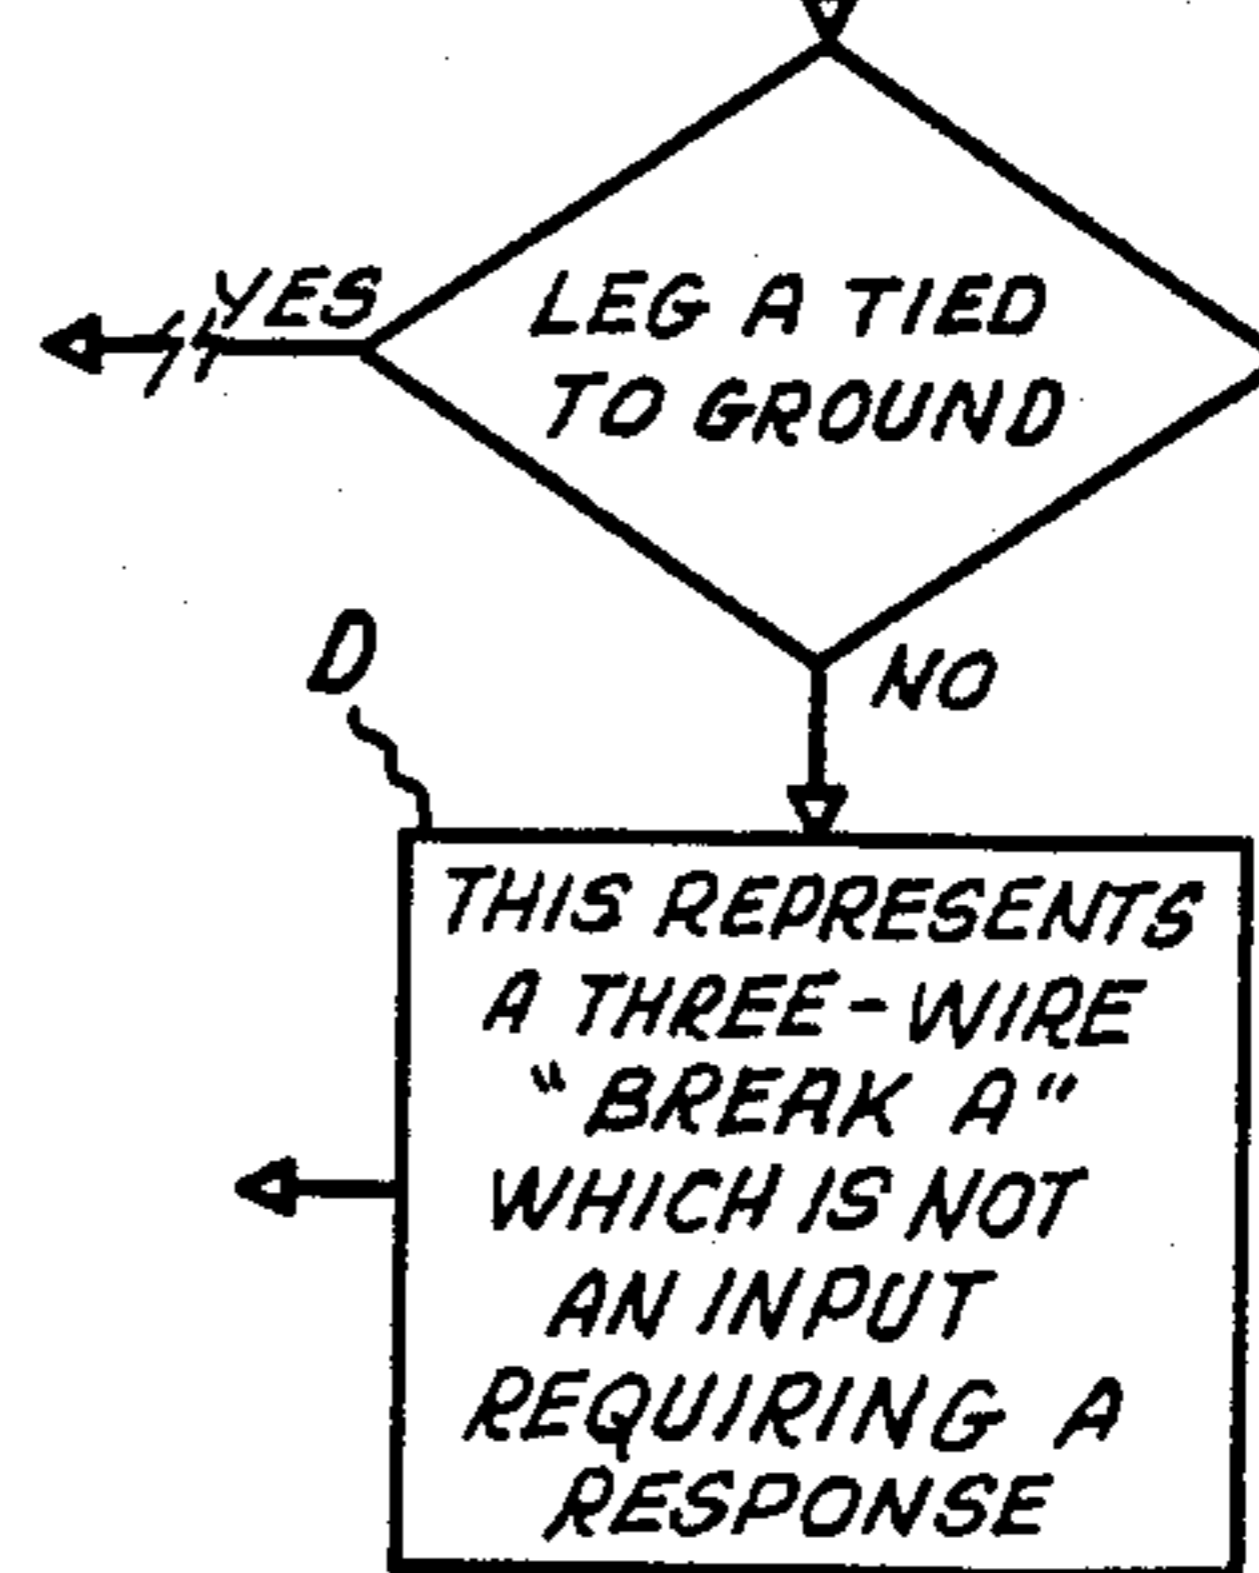 YES
LEG A TIED
TO GROUND
NO
D
THIS REPRESENTS
A THREE-WIRE
"BREAK A"
WHICH IS NOT
AN INPUT
REQUIRING A
RESPONSE